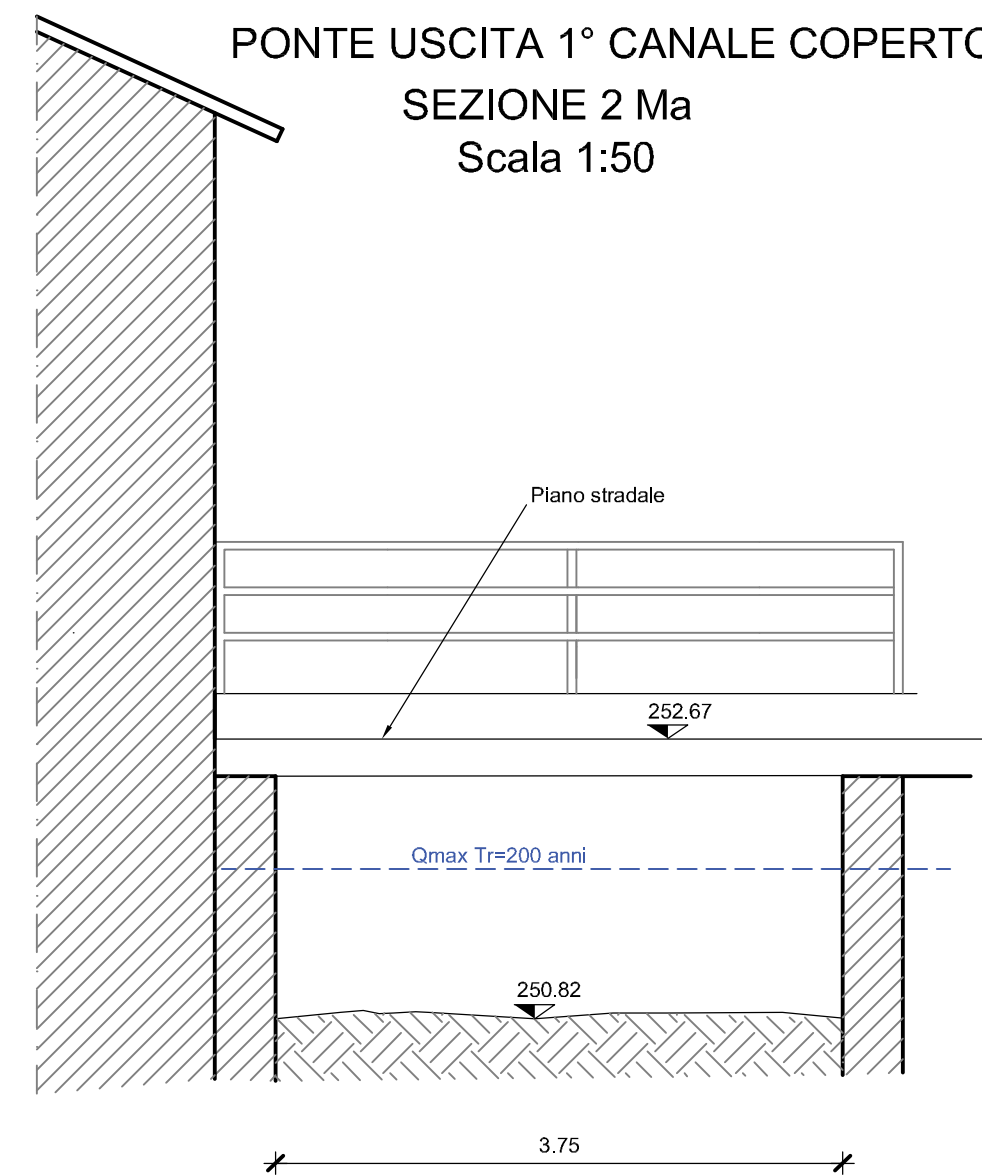 PONTE USCITA 1° CANALE COPERTO
SEZIONE 2 Ma
Scala 1:50
Piano stradale
252.67
Qmax Tr=200 anni
250.82
3.75